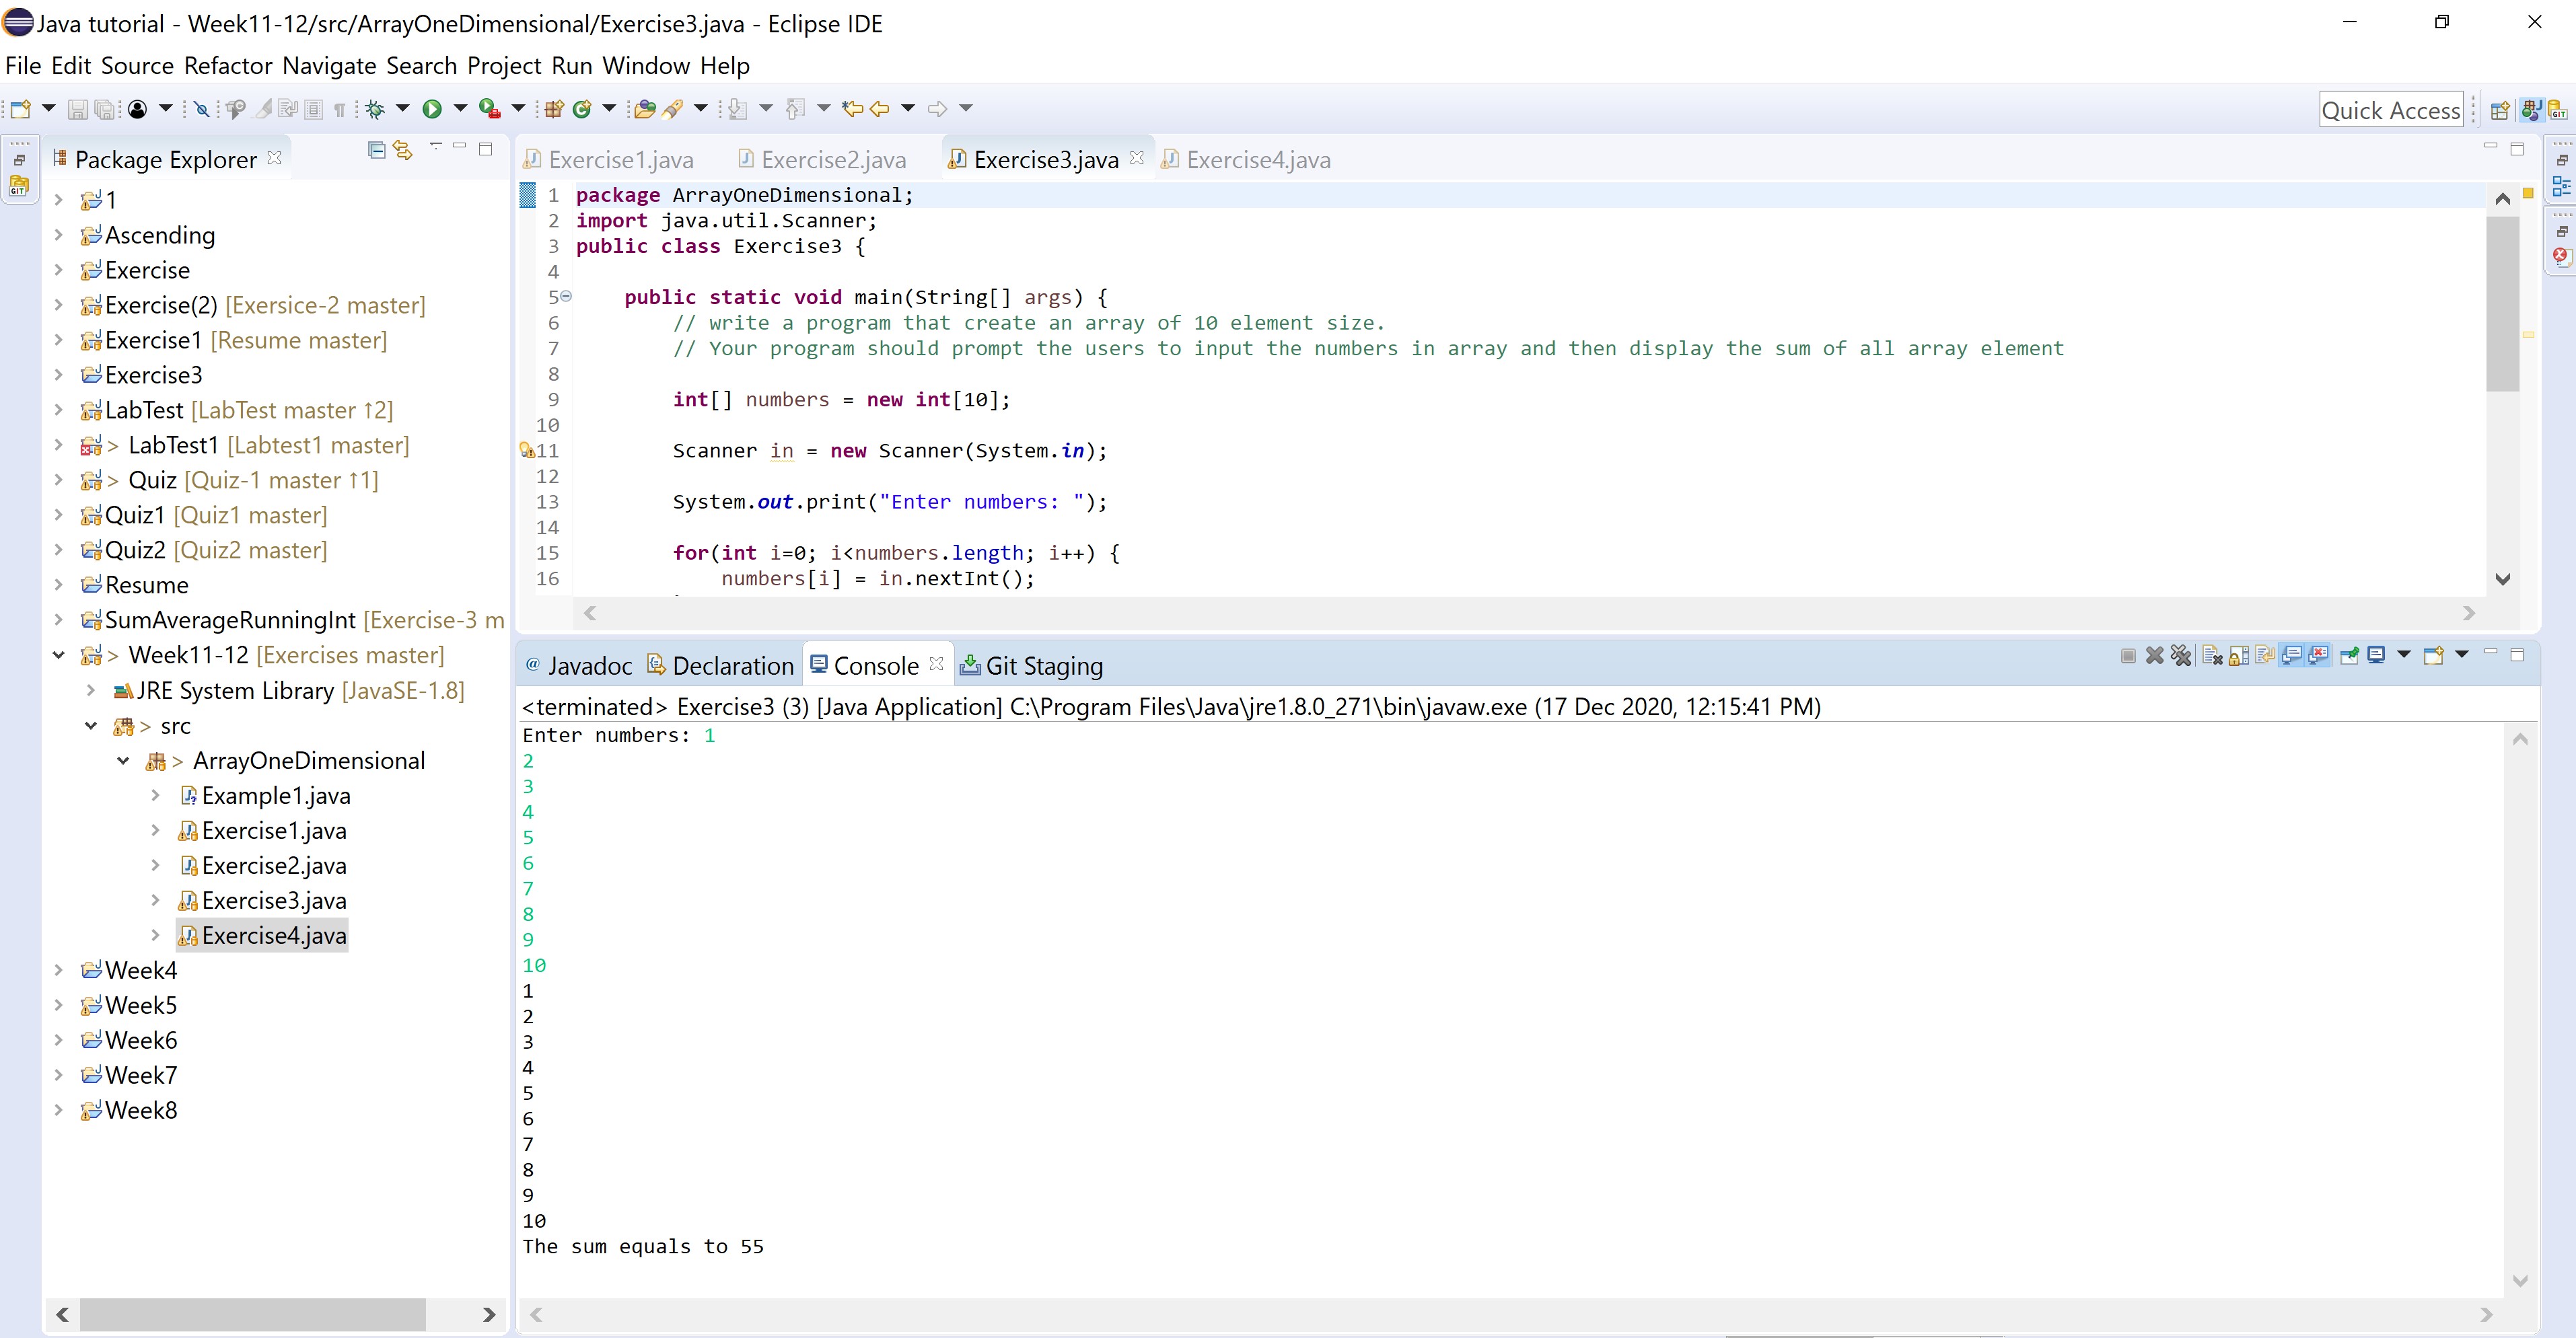 Java tutorial - Week11-12/src/ArrayOneDimensional/Exercise3.java - Eclipse IDE
File Edit Source Refactor Navigate Search Project Run Window Help
Quick Access
Package Explorer
1
Ascending
Exercise
Exercise(2) [Exersice-2 master]
Exercise1 [Resume master]
Exercise3
LabTest [LabTest master ↑2]
> LabTest1 [Labtest1 master]
> Quiz [Quiz-1 master ↑1]
Quiz1 [Quiz1 master]
Quiz2 [Quiz2 master]
Resume
SumAverageRunningInt [Exercise-3 m
> Week11-12 [Exercises master]
JRE System Library [JavaSE-1.8]
> src
> ArrayOneDimensional
Example1.java
Exercise1.java
Exercise2.java
Exercise3.java
Exercise4.java
Week4
Week5
Week6
Week7
Week8
Exercise1.java Exercise2.java Exercise3.java Exercise4.java
1 package ArrayOneDimensional;
2 import java.util.Scanner;
3 public class Exercise3 {
4
5 public static void main(String[] args) {
6 // write a program that create an array of 10 element size.
7 // Your program should prompt the users to input the numbers in array and then display the sum of all array element
8
9 int[] numbers = new int[10];
10
11 Scanner in = new Scanner(System.in);
12
13 System.out.print("Enter numbers: ");
14
15 for(int i=0; i<numbers.length; i++) {
16 numbers[i] = in.nextInt();
@ Javadoc Declaration Console Git Staging
<terminated> Exercise3 (3) [Java Application] C:\Program Files\Java\jre1.8.0_271\bin\javaw.exe (17 Dec 2020, 12:15:41 PM)
Enter numbers: 1
2
3
4
5
6
7
8
9
10
1
2
3
4
5
6
7
8
9
10
The sum equals to 55